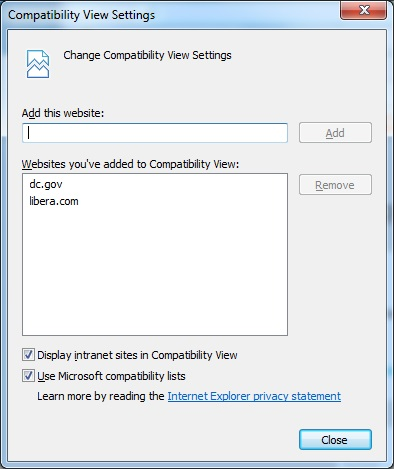 Compatibility View Settings
Change Compatibility View Settings
Add this website:
Add
Websites you've added to Compatibility View:
dc.gov
libera.com
Remove
Display intranet sites in Compatibility View
Use Microsoft compatibility lists
Learn more by reading the Internet Explorer privacy statement
Close